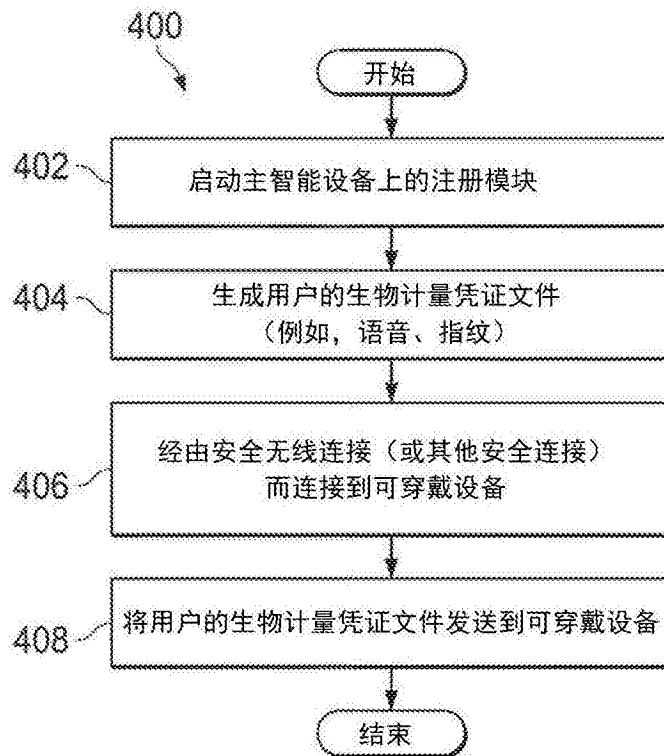 400
开始
402
启动主智能设备上的注册模块
404
生成用户的生物计量凭证文件
（例如，语音、指纹）
406
经由安全无线连接（或其他安全连接）
而连接到可穿戴设备
408
将用户的生物计量凭证文件发送到可穿戴设备
结束